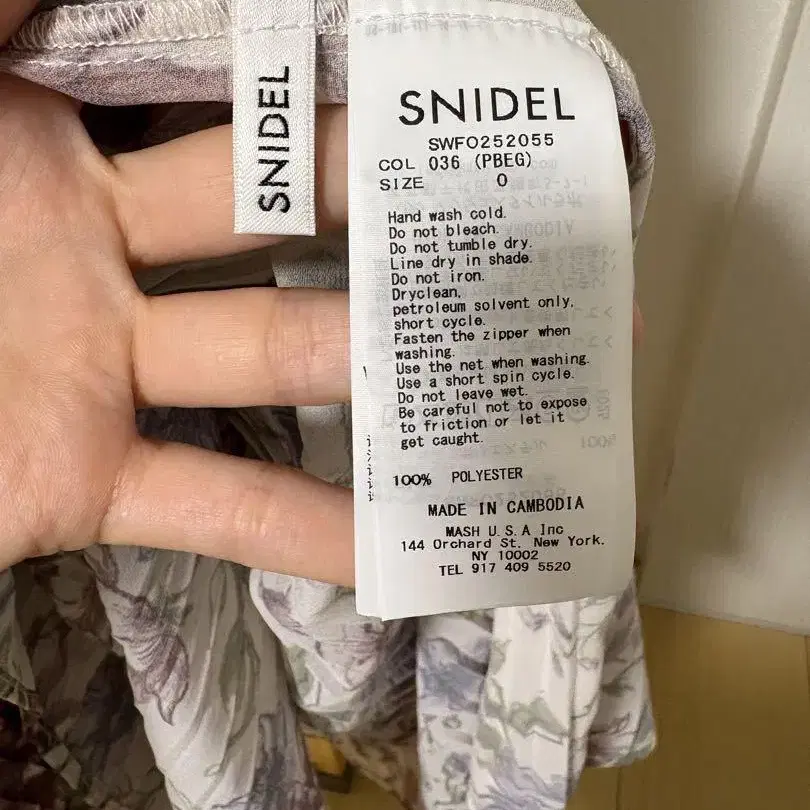 SNIDEL
SNIDEL
SWFO252055
COL 036 (PBEG)
SIZE 0
Hand wash cold.
Do not bleach.
Do not tumble dry.
Line dry in shade.
Do not iron.
Dryclean,
petroleum solvent only,
short cycle.
Fasten the zipper when
washing.
Use the net when washing.
Use a short spin cycle.
Do not leave wet.
Be careful not to expose
to friction or let it
get caught.
100% POLYESTER
MADE IN CAMBODIA
MASH U.S.A Inc
144 Orchard St. New York.
NY 10002
TEL 917 409 5520